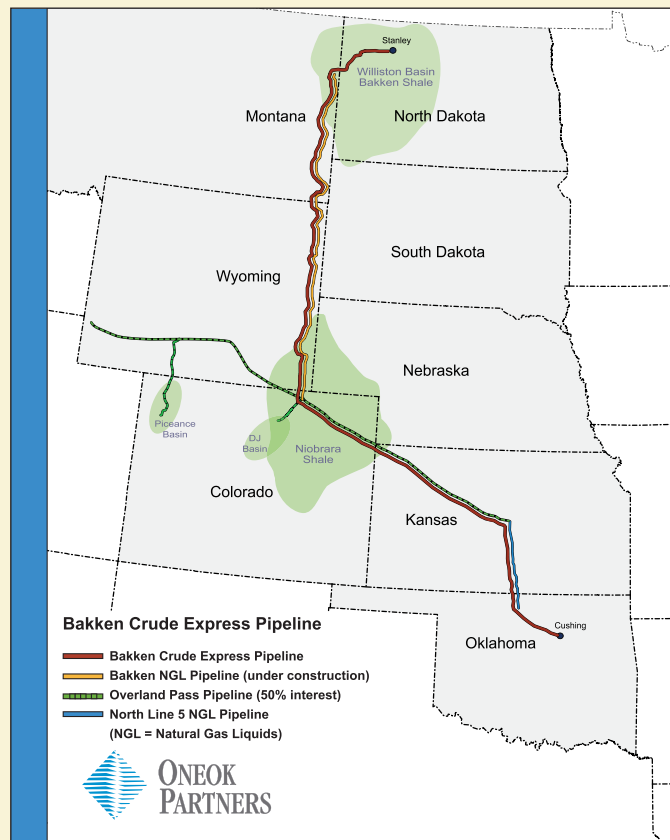 Stanley
Williston Basin
Bakken Shale
Montana
North Dakota
South Dakota
Wyoming
Nebraska
Piceance
Basin
DJ
Basin
Niobrara
Shale
Colorado
Kansas
Bakken Crude Express Pipeline
Cushing
Oklahoma
Bakken Crude Express Pipeline
Bakken NGL Pipeline (under construction)
Overland Pass Pipeline (50% interest)
North Line 5 NGL Pipeline
(NGL = Natural Gas Liquids)
ONEOK
PARTNERS